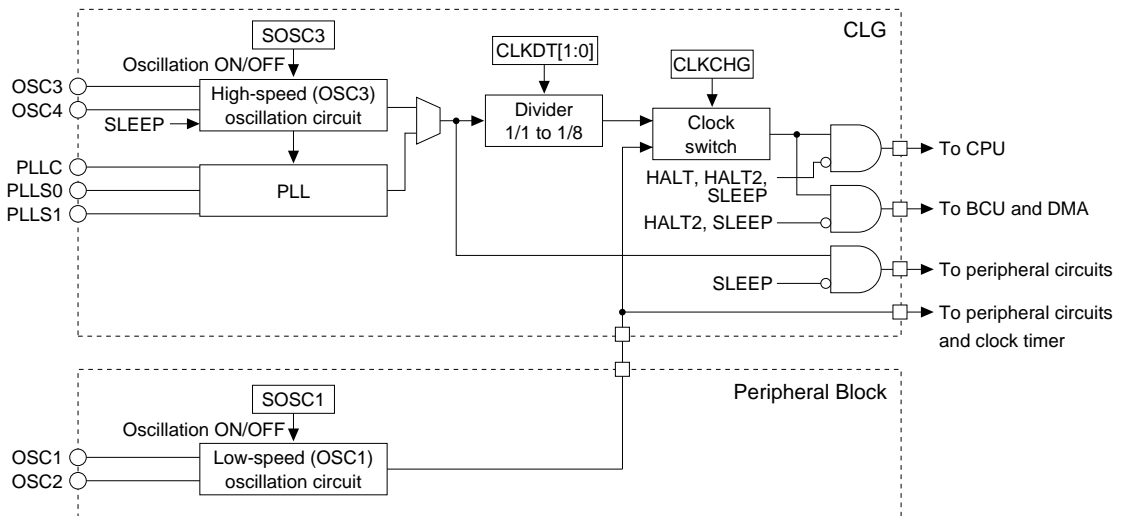 CLG
SOSC3
Oscillation ON/OFF
CLKDT[1:0]
CLKCHG
OSC3
OSC4
SLEEP
High-speed (OSC3)
oscillation circuit
Divider
1/1 to 1/8
Clock
switch
To CPU
PLLC
PLLS0
PLLS1
PLL
HALT, HALT2,
SLEEP
HALT2, SLEEP
To BCU and DMA
SLEEP
To peripheral circuits
To peripheral circuits
and clock timer
Peripheral Block
SOSC1
Oscillation ON/OFF
OSC1
OSC2
Low-speed (OSC1)
oscillation circuit